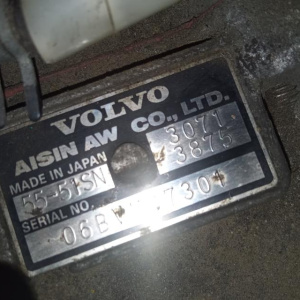 VOLVO
AISIN AW CO., LTD.
MADE IN JAPAN 3071
55-51SN 3875
SERIAL NO.